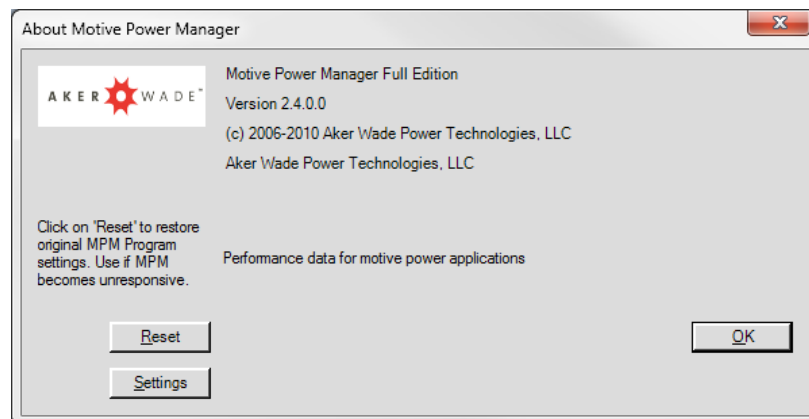 About Motive Power Manager
x
AKER WADE™
Motive Power Manager Full Edition
Version 2.4.0.0
(c) 2006-2010 Aker Wade Power Technologies, LLC
Aker Wade Power Technologies, LLC
Click on 'Reset' to restore
original MPM Program
settings. Use if MPM
becomes unresponsive.
Performance data for motive power applications
Reset
OK
Settings